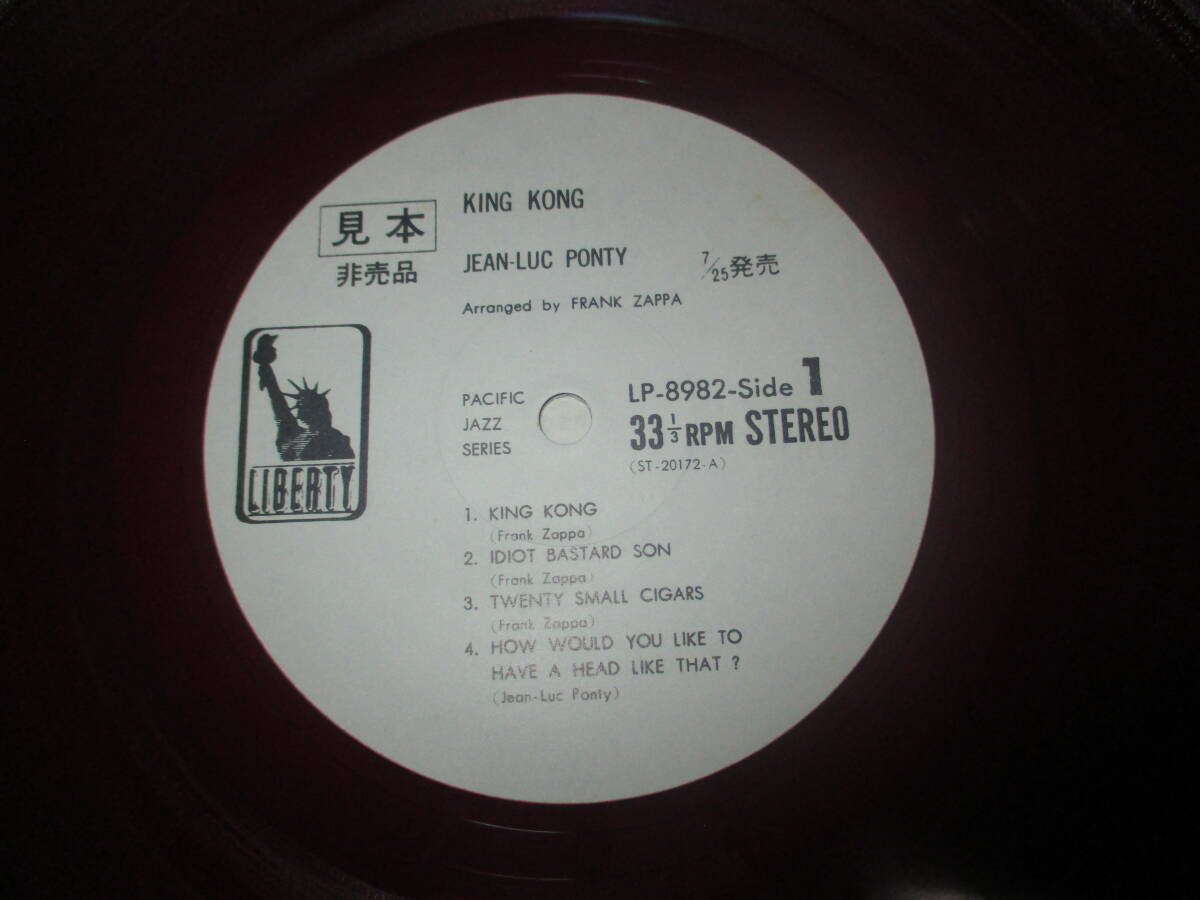 見本
非売品
KING KONG
JEAN-LUC PONTY
7/25発売
Arranged by FRANK ZAPPA
LIBERTY
PACIFIC
JAZZ
SERIES
LP-8982-Side 1
33 1/3 RPM STEREO
(ST-20172-A)
1. KING KONG
(Frank Zappa)
2. IDIOT BASTARD SON
(Frank Zappa)
3. TWENTY SMALL CIGARS
(Frank Zappa)
4. HOW WOULD YOU LIKE TO
HAVE A HEAD LIKE THAT ?
(Jean-Luc Ponty)